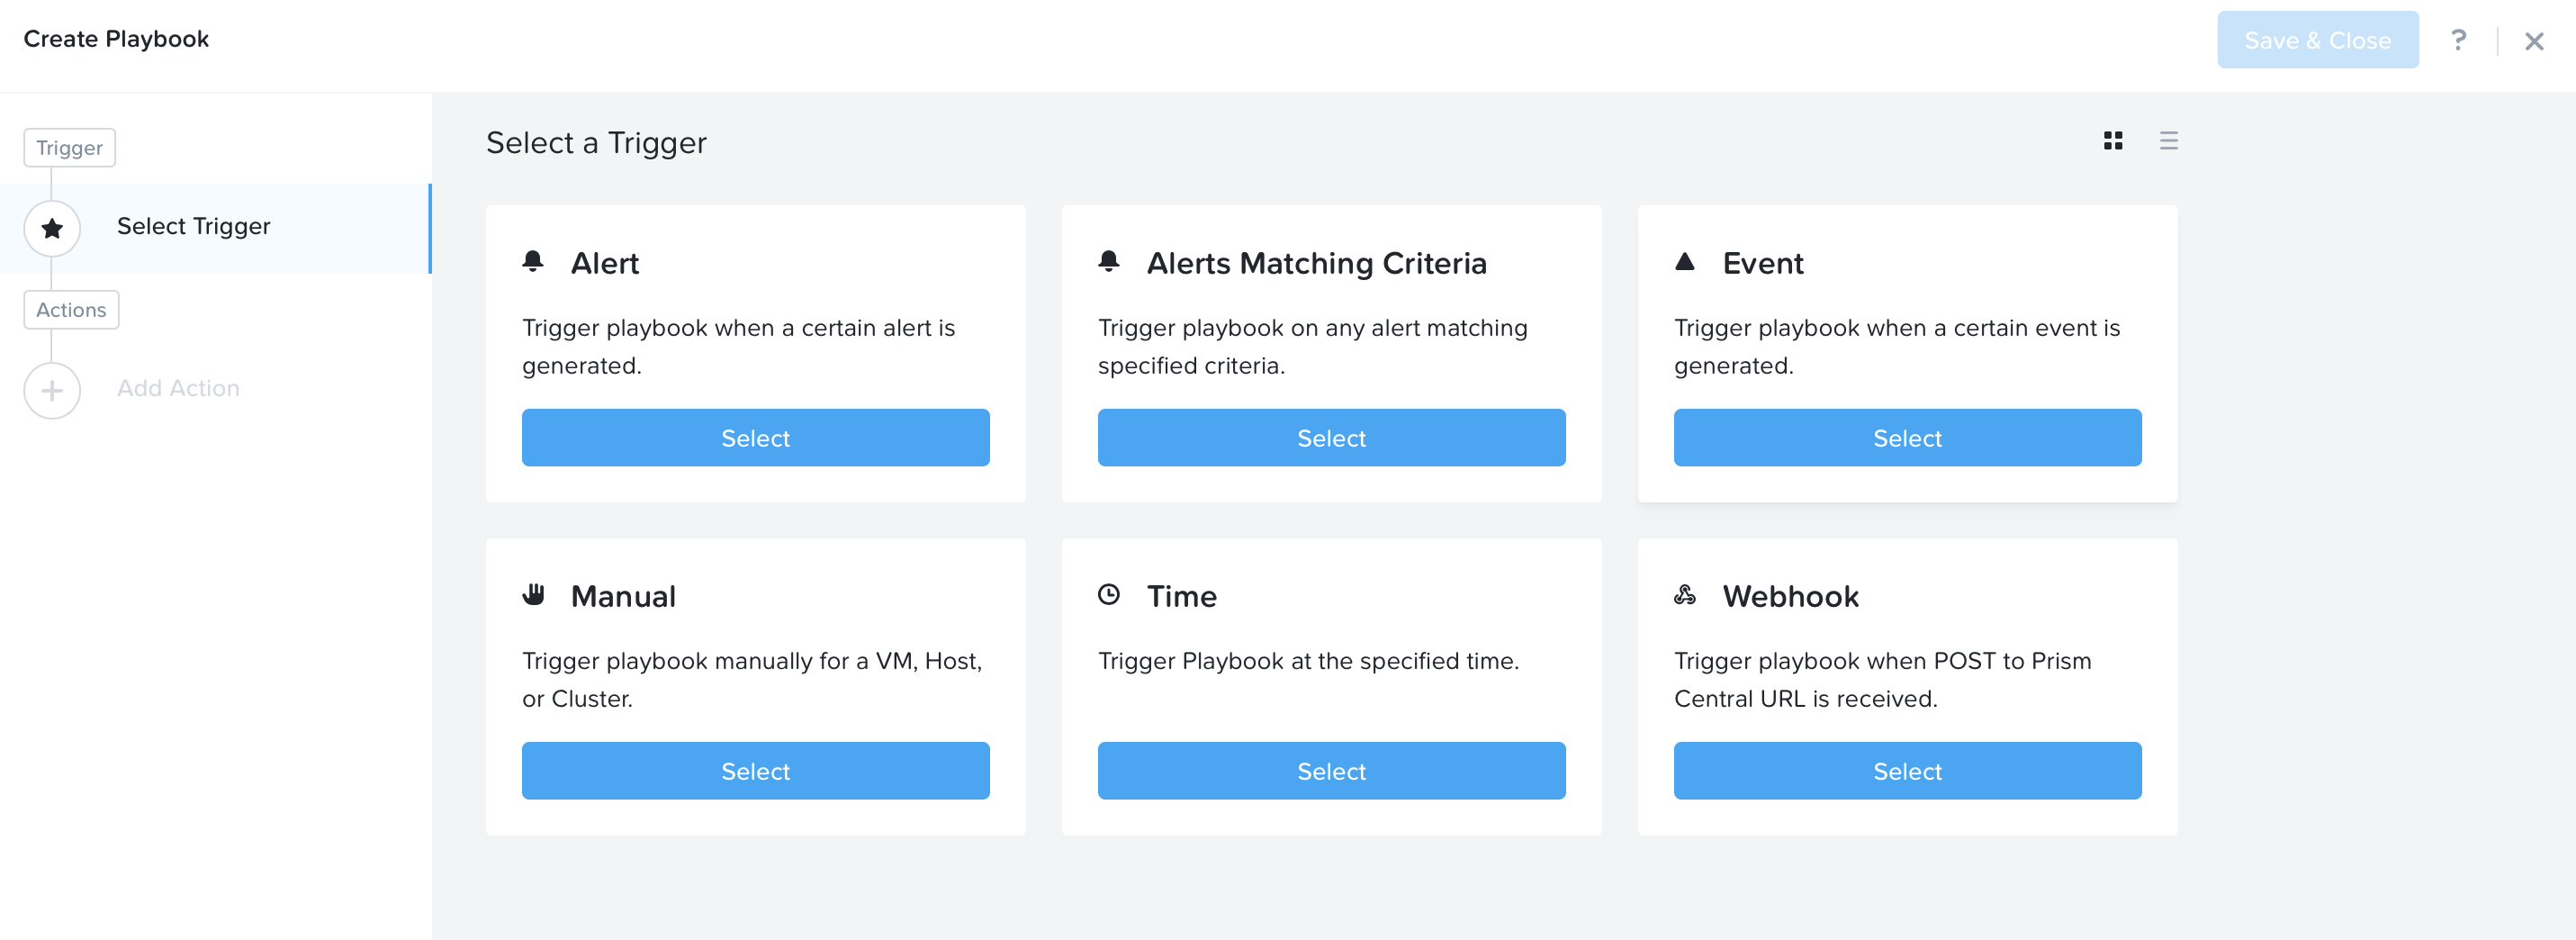 Create Playbook
Save & Close
?
Trigger
Select Trigger
Actions
Add Action
Select a Trigger
Alert
Trigger playbook when a certain alert is
generated.
Select
Alerts Matching Criteria
Trigger playbook on any alert matching
specified criteria.
Select
Event
Trigger playbook when a certain event is
generated.
Select
Manual
Trigger playbook manually for a VM, Host,
or Cluster.
Select
Time
Trigger Playbook at the specified time.
Select
Webhook
Trigger playbook when POST to Prism
Central URL is received.
Select